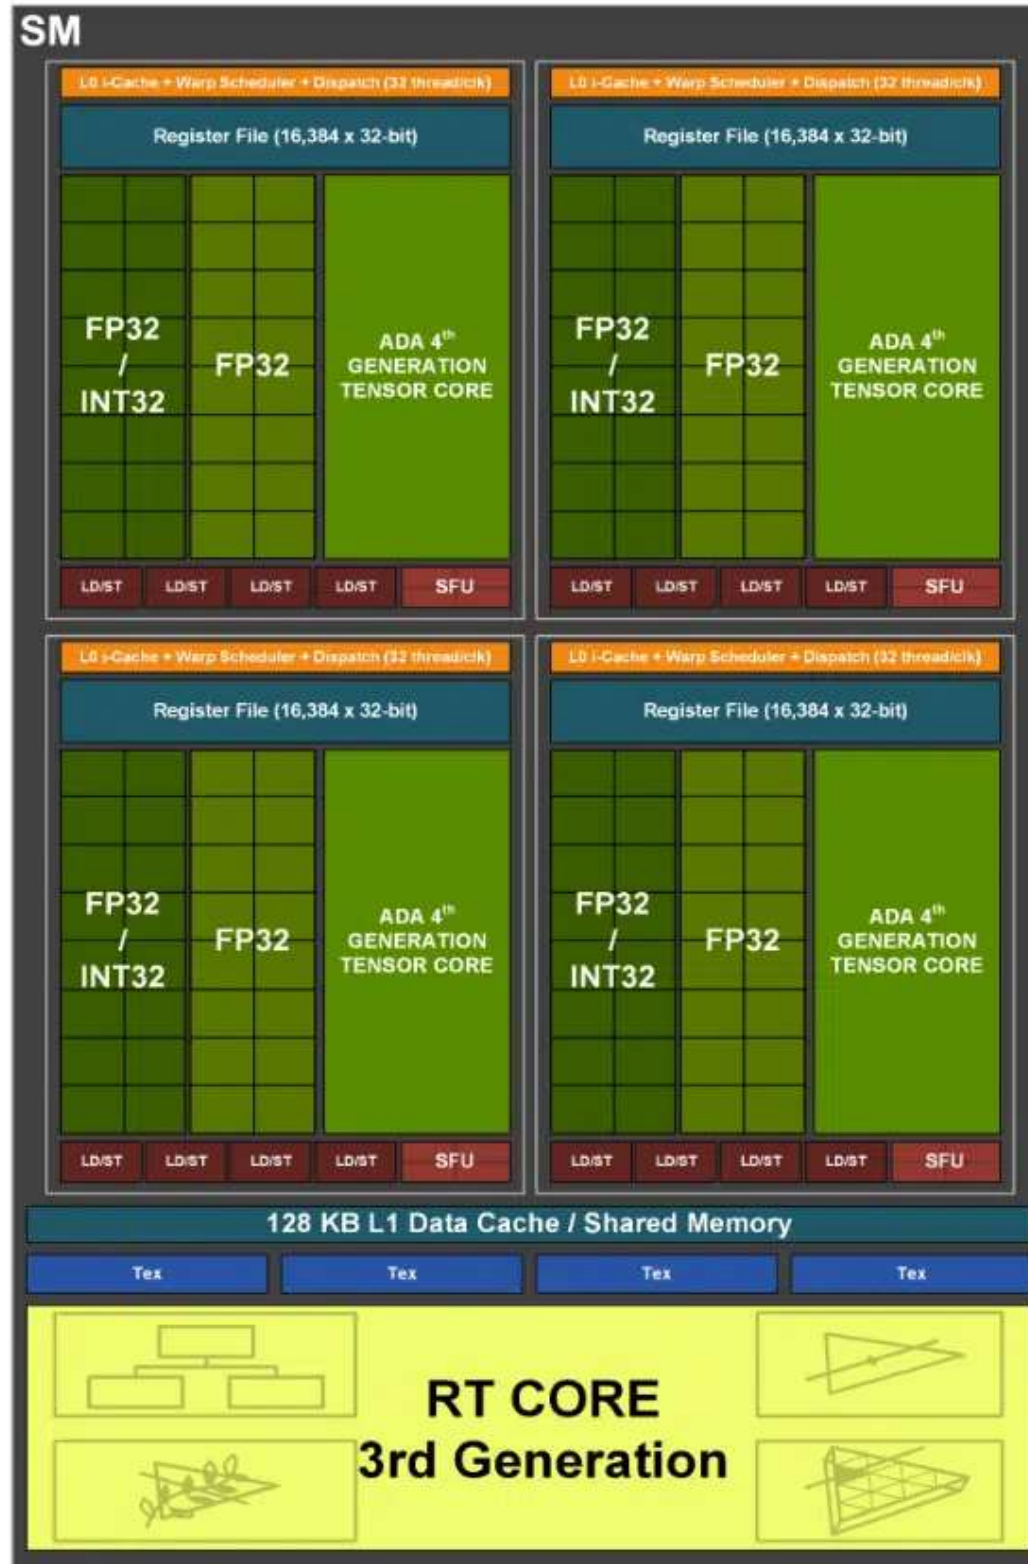 SM
L0 i-Cache + Warp Scheduler + Dispatch (32 thread/clk)
Register File (16,384 x 32-bit)
FP32
/
INT32
FP32
ADA 4th
GENERATION
TENSOR CORE
LD/ST LD/ST LD/ST LD/ST SFU
L0 i-Cache + Warp Scheduler + Dispatch (32 thread/clk)
Register File (16,384 x 32-bit)
FP32
/
INT32
FP32
ADA 4th
GENERATION
TENSOR CORE
LD/ST LD/ST LD/ST LD/ST SFU
L0 i-Cache + Warp Scheduler + Dispatch (32 thread/clk)
Register File (16,384 x 32-bit)
FP32
/
INT32
FP32
ADA 4th
GENERATION
TENSOR CORE
LD/ST LD/ST LD/ST LD/ST SFU
L0 i-Cache + Warp Scheduler + Dispatch (32 thread/clk)
Register File (16,384 x 32-bit)
FP32
/
INT32
FP32
ADA 4th
GENERATION
TENSOR CORE
LD/ST LD/ST LD/ST LD/ST SFU
128 KB L1 Data Cache / Shared Memory
Tex Tex Tex Tex
RT CORE
3rd Generation